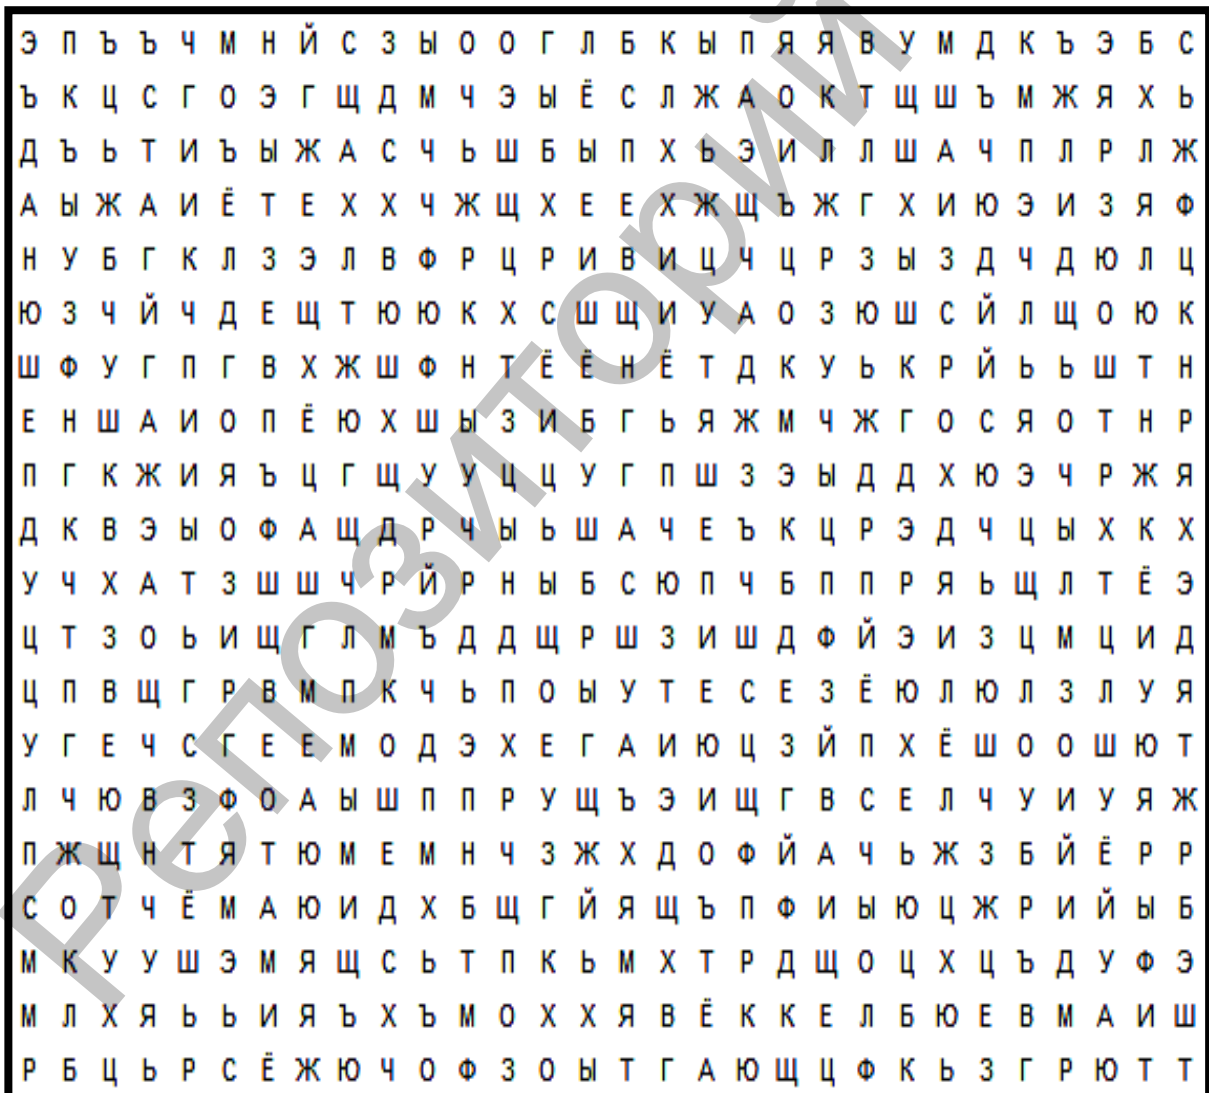 Э П Ъ Ъ Ч М Н Й С З Ы О О Г Л Б К Ы П Я Я В У М Д К Ъ Э Б С
Ъ К Ц С Г О Э Г Щ Д М Ч Э Ы Ё С Л Ж А О К Т Щ Ш Ъ М Ж Я Х Ь
Д Ъ Ь Т И Ъ Ы Ж А С Ч Ь Ш Б Ы П Х Ь Э И Л Л Ш А Ч П Л Р Л Ж
А Ы Ж А И Ё Т Е Х Х Ч Ж Щ Х Е Е Х Ж Щ Ъ Ж Г Х И Ю Э И З Я Ф
Н У Б Г К Л З Э Л В Ф Р Ц Р И В И Ц Ч Ц Р З Ы З Д Ч Д Ю Л Ц
Ю З Ч Й Ч Д Е Щ Т Ю Ю К Х С Ш Щ И У А О З Ю Ш С Й Л Щ О Ю К
Ш Ф У Г П Г В Х Ж Ш Ф Н Т Ё Ё Н Ё Т Д К У Ь К Р Й Ь Ь Ш Т Н
Е Н Ш А И О П Ё Ю Х Ш Ы З И Б Г Ь Я Ж М Ч Ж Г О С Я О Т Н Р
П Г К Ж И Я Ъ Ц Г Щ У У Ц Ц У Г П Ш З Э Ы Д Д Х Ю Э Ч Р Ж Я
Д К В Э Ы О Ф А Щ Д Р Ч Ы Ь Ш А Ч Е Ъ К Ц Р Э Д Ч Ц Ы Х К Х
У Ч Х А Т З Ш Ш Ч Р Й Р Н Ы Б С Ю П Ч Б П П Р Я Ь Щ Л Т Ё Э
Ц Т З О Ь И Щ Г Л М Ъ Д Д Щ Р Ш З И Ш Д Ф Й Э И З Ц М Ц И Д
Ц П В Щ Г Р В М П К Ч Ь П О Ы У Т Е С Е З Ё Ю Л Ю Л З Л У Я
У Г Е Ч С Г Е Е М О Д Э Х Е Г А И Ю Ц З Й П Х Ё Ш О О Ш Ю Т
Л Ч Ю В З Ф О А Ы Ш П П Р У Щ Ъ Э И Щ Г В С Е Л Ч У И У Я Ж
П Ж Щ Н Т Я Т Ю М Е М Н Ч З Ж Х Д О Ф Й А Ч Ь Ж З Б Й Ё Р Р
С О Т Ч Ё М А Ю И Д Х Б Щ Г Й Я Щ Ъ П Ф И Ы Ю Ц Ж Р И Й Ы Б
М К У У Ш Э М Я Щ С Ь Т П К Ь М Х Т Р Д Щ О Ц Х Ц Ъ Д У Ф Э
М Л Х Я Ь Ь И Я Ъ Х Ъ М О Х Х Я В Ё К К Е Л Б Ю Е В М А И Ш
Р Б Ц Ь Р С Ё Ж Ю Ч О Ф З О Ы Т Г А Ю Щ Ц Ф К Ь З Г Р Ю Т Т
Репозиторий